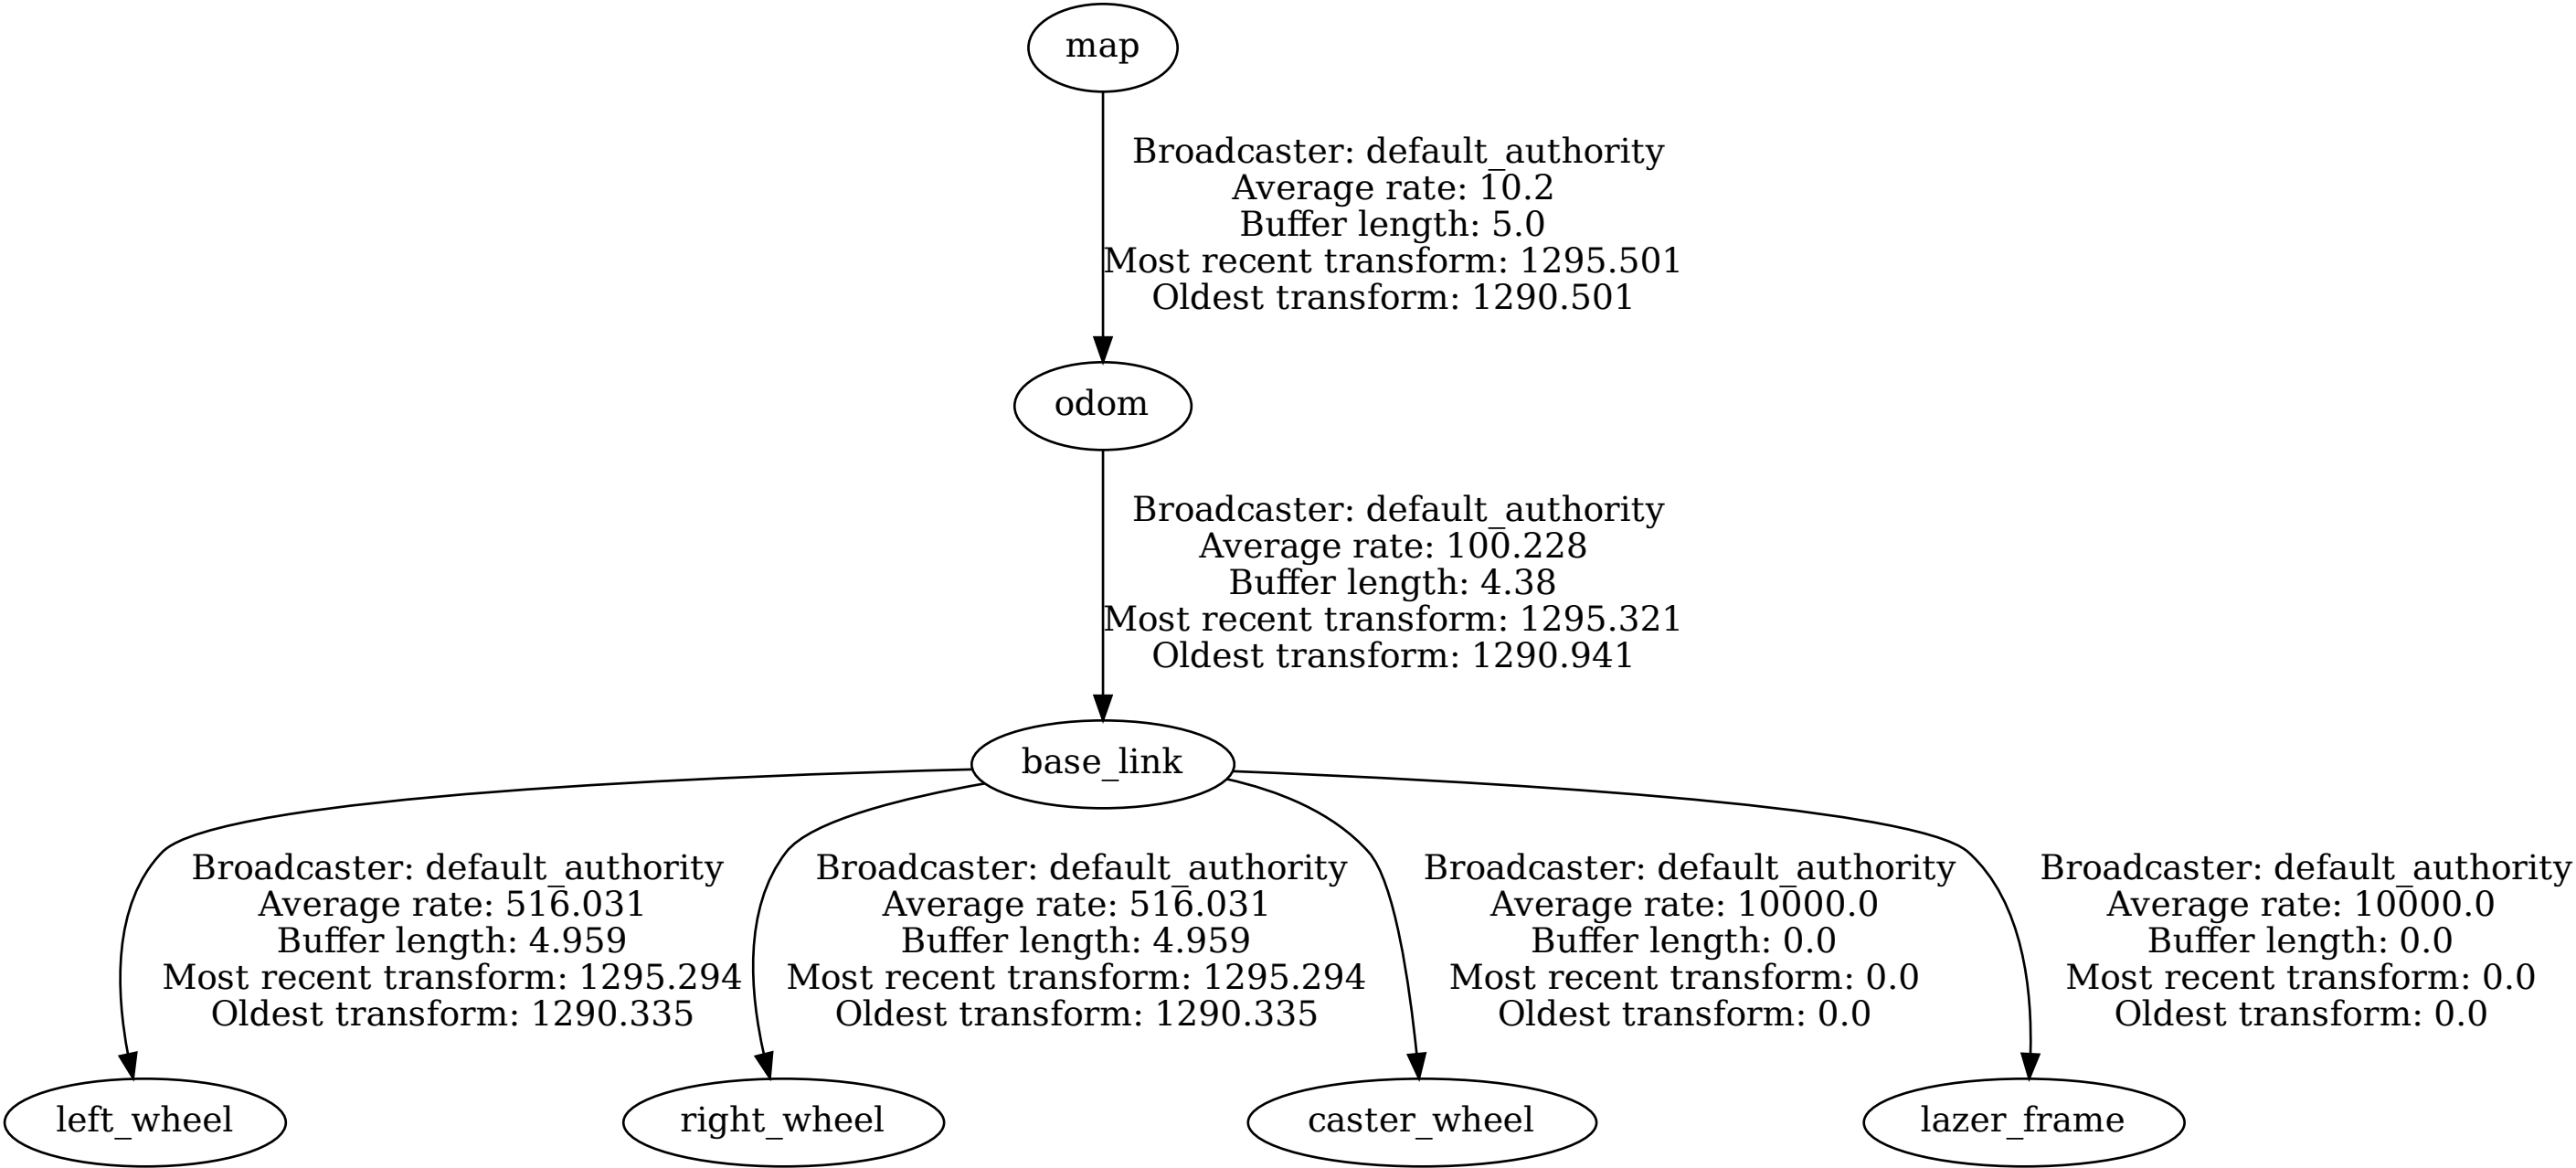 map
Broadcaster: default_authority
Average rate: 10.2
Buffer length: 5.0
Most recent transform: 1295.501
Oldest transform: 1290.501
odom
Broadcaster: default_authority
Average rate: 100.228
Buffer length: 4.38
Most recent transform: 1295.321
Oldest transform: 1290.941
base_link
Broadcaster: default_authority
Average rate: 516.031
Buffer length: 4.959
Most recent transform: 1295.294
Oldest transform: 1290.335
Broadcaster: default_authority
Average rate: 516.031
Buffer length: 4.959
Most recent transform: 1295.294
Oldest transform: 1290.335
Broadcaster: default_authority
Average rate: 10000.0
Buffer length: 0.0
Most recent transform: 0.0
Oldest transform: 0.0
Broadcaster: default_authority
Average rate: 10000.0
Buffer length: 0.0
Most recent transform: 0.0
Oldest transform: 0.0
left_wheel
right_wheel
caster_wheel
lazer_frame